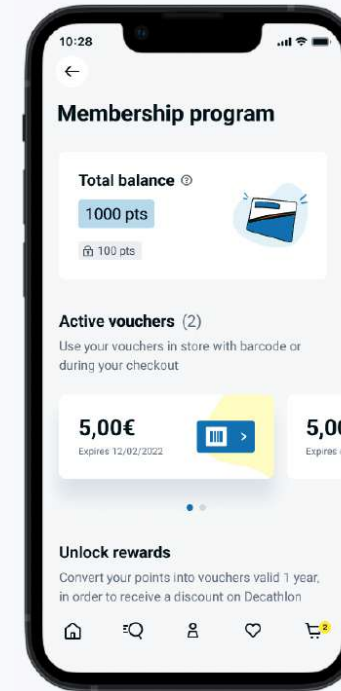 10:28
Membership program
Total balance
1000 pts
100 pts
Active vouchers (2)
Use your vouchers in store with barcode or
during your checkout
5,00€
Expires 12/02/2022
5,00
Expires
Unlock rewards
Convert your points into vouchers valid 1 year,
in order to receive a discount on Decathlon
2